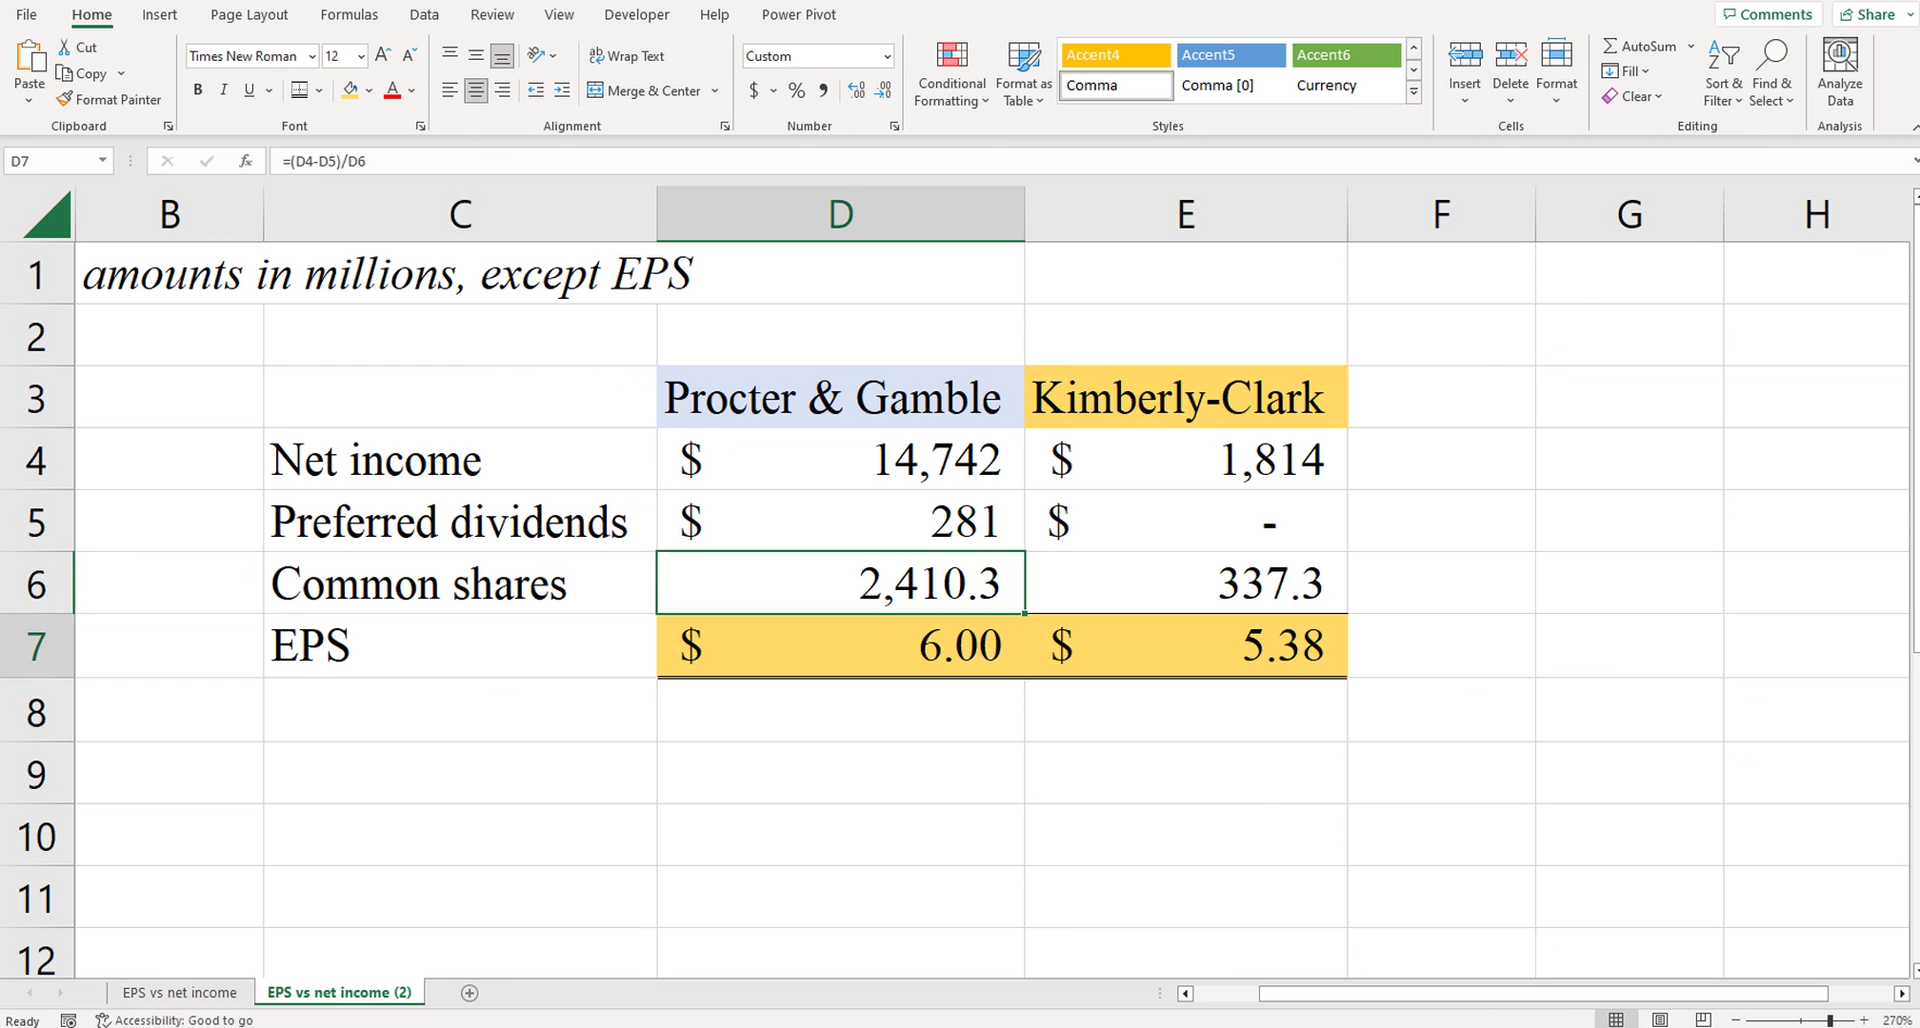 File Home Insert Page Layout Formulas Data Review View Developer Help Power Pivot Comments Share
Paste Cut Copy Format Painter Clipboard
Times New Roman 12 A A B I U A Font
ab Wrap Text Merge & Center Alignment
Custom $ % 9 Number
Conditional Formatting Format as Table Accent4 Accent5 Accent6 Comma Comma [0] Currency Styles
Insert Delete Format Cells
AutoSum Fill Clear Sort & Filter Find & Select Editing
Analyze Data Analysis
D7 fx =(D4-D5)/D6
B C D E F G H
1 amounts in millions, except EPS
2
3 Procter & Gamble Kimberly-Clark
4 Net income $ 14,742 $ 1,814
5 Preferred dividends $ 281 $ -
6 Common shares 2,410.3 337.3
7 EPS $ 6.00 $ 5.38
8
9
10
11
12
EPS vs net income EPS vs net income (2)
Ready Accessibility: Good to go 270%